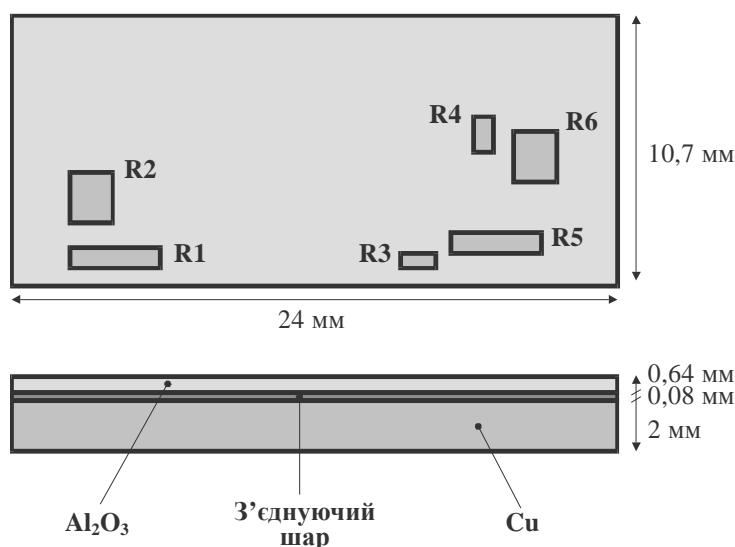 R4
R6
10,7 мм
R2
R1
R3
R5
24 мм
0,64 мм
0,08 мм
2 мм
Al₂O₃
З’єднуючий
шар
Cu